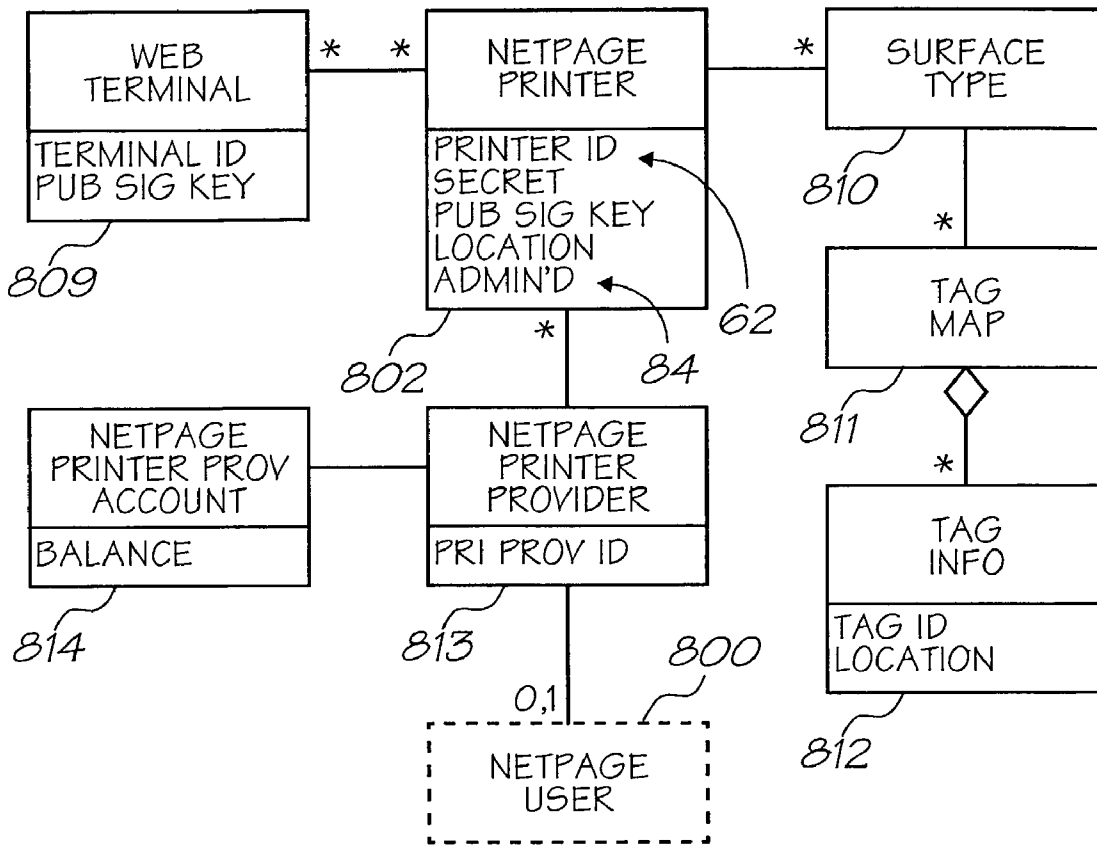 WEB
TERMINAL
TERMINAL ID
PUB SIG KEY
809
*
*
NETPAGE
PRINTER
PRINTER ID
SECRET
PUB SIG KEY
LOCATION
ADMIN'D
62
84
802
*
*
SURFACE
TYPE
810
*
TAG
MAP
811
*
TAG
INFO
TAG ID
LOCATION
812
NETPAGE
PRINTER PROV
ACCOUNT
BALANCE
814
NETPAGE
PRINTER
PROVIDER
PRI PROV ID
813
800
0,1
NETPAGE
USER